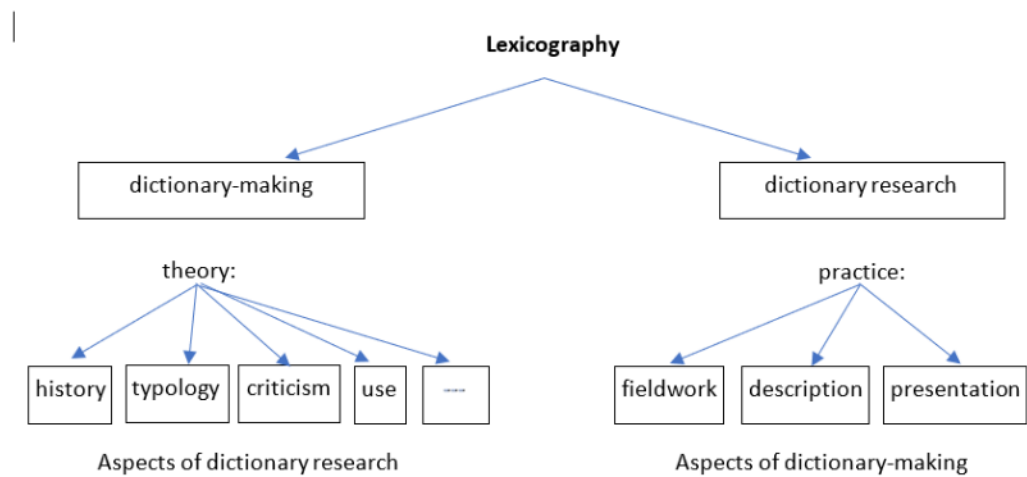 Lexicography
dictionary-making
dictionary research
theory:
practice:
history
typology
criticism
use
-----
fieldwork
description
presentation
Aspects of dictionary research
Aspects of dictionary-making